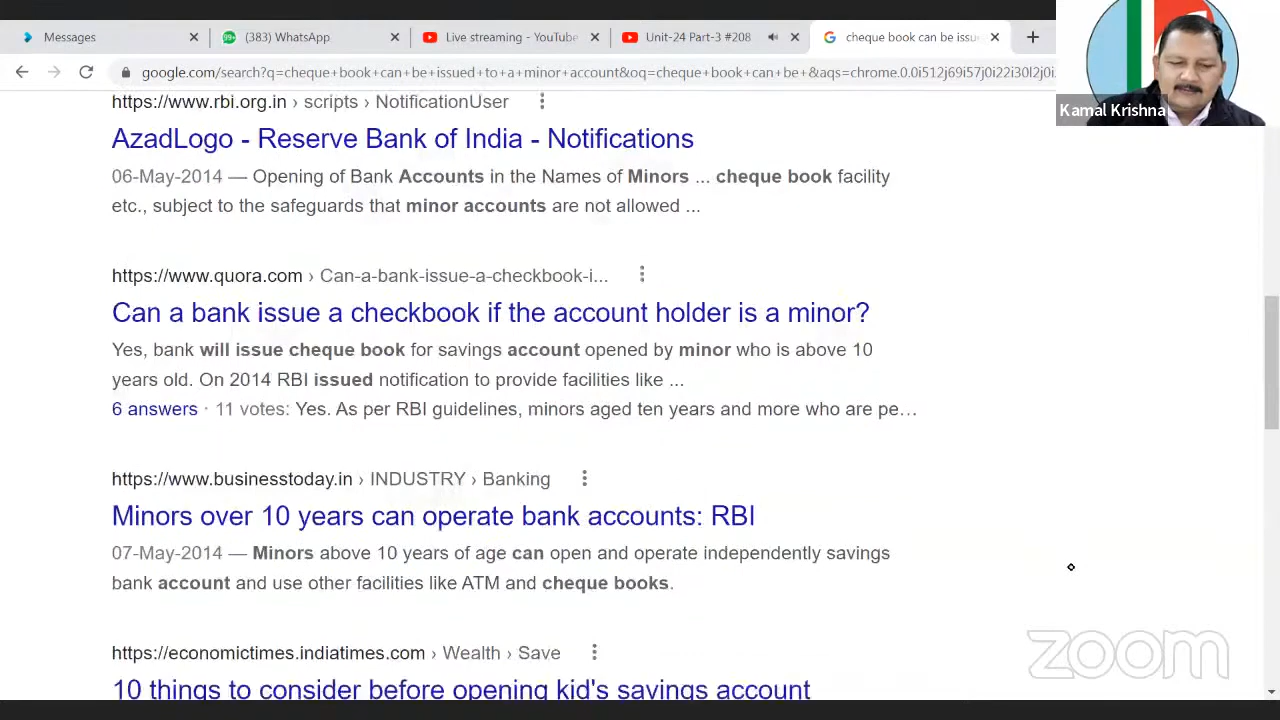 Messages
99+ (383) WhatsApp
Live streaming - YouTube
Unit-24 Part-3 #208
cheque book can be issu
google.com/search?q=cheque+book+can+be+issued+to+a+minor+account&oq=cheque+book+can+be+&aqs=chrome.0.0i512j69i57j0i22i30l2j0i.
Kamal Krishna
https://www.rbi.org.in › scripts › NotificationUser
AzadLogo - Reserve Bank of India - Notifications
06-May-2014 — Opening of Bank Accounts in the Names of Minors ... cheque book facility
etc., subject to the safeguards that minor accounts are not allowed ...
https://www.quora.com › Can-a-bank-issue-a-checkbook-i...
Can a bank issue a checkbook if the account holder is a minor?
Yes, bank will issue cheque book for savings account opened by minor who is above 10
years old. On 2014 RBI issued notification to provide facilities like ...
6 answers · 11 votes: Yes. As per RBI guidelines, minors aged ten years and more who are pe…
https://www.businesstoday.in › INDUSTRY › Banking
Minors over 10 years can operate bank accounts: RBI
07-May-2014 — Minors above 10 years of age can open and operate independently savings
bank account and use other facilities like ATM and cheque books.
https://economictimes.indiatimes.com › Wealth › Save
10 things to consider before opening kid's savings account
zoom